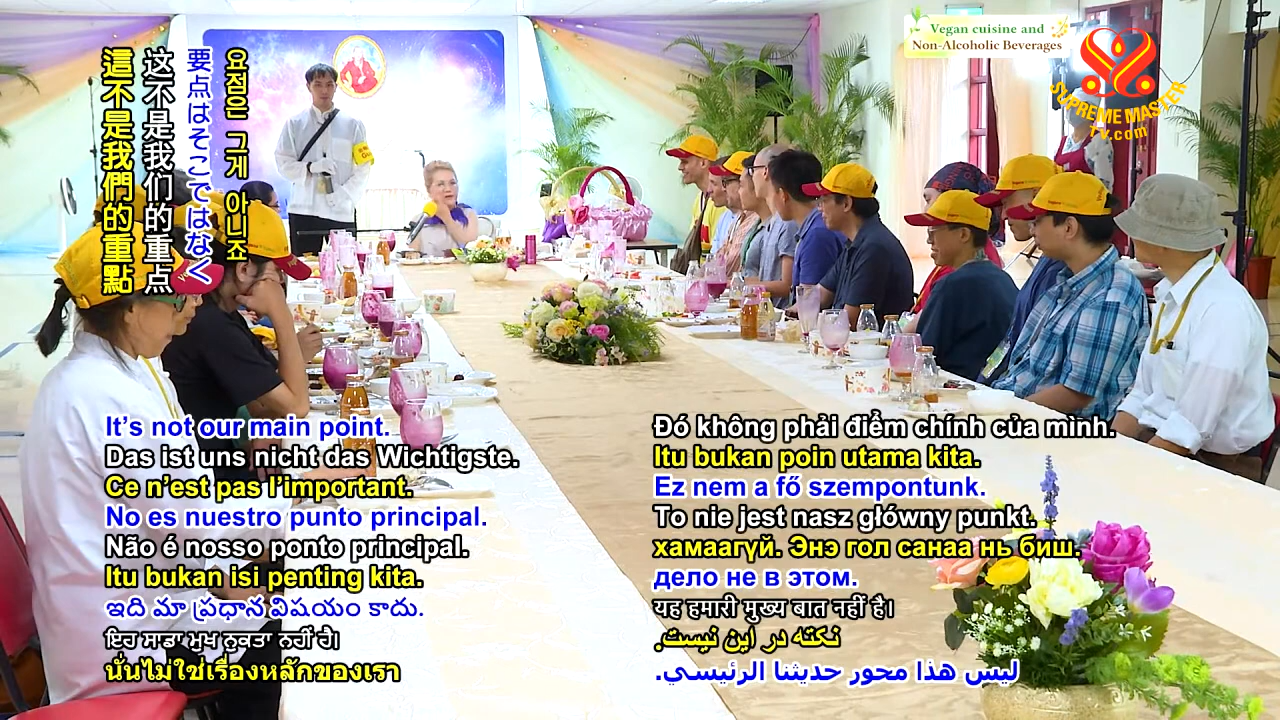 Vegan cuisine and
Non-Alcoholic Beverages
SUPREME MASTER
TV.com
요점은 그게 아니죠
要点はそこではなく
这不是我们的重点
這不是我們的重點
It's not our main point.
Das ist uns nicht das Wichtigste.
Ce n'est pas l'important.
No es nuestro punto principal.
Não é nosso ponto principal.
Itu bukan isi penting kita.
ఇది మా ప్రధాన విషయం కాదు.
ਇਹ ਸਾਡਾ ਮੁਖ ਨੁਕਤਾ ਨਹੀਂ ਹੈ।
นั่นไม่ใช่เรื่องหลักของเรา
Đó không phải điểm chính của mình.
Itu bukan poin utama kita.
Ez nem a fő szempontunk.
To nie jest nasz główny punkt.
хамаагүй. Энэ гол санаа нь биш.
дело не в этом.
यह हमारी मुख्य बात नहीं है।
نکته در این نیست.
ليس هذا محور حديثنا الرئيسي.